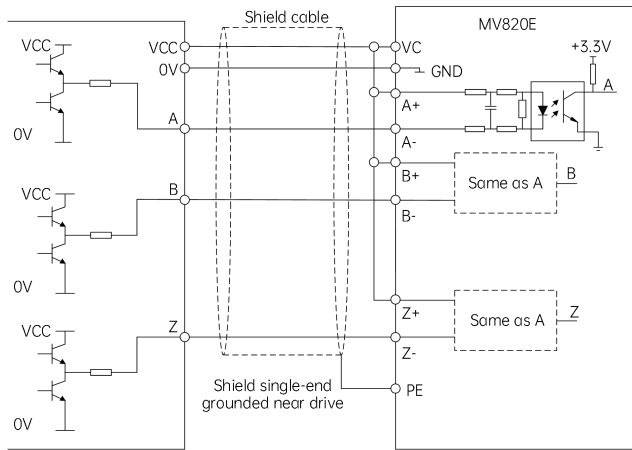 Shield cable
MV820E
VCC
VCC
VC
+3.3V
0V
GND
A
A+
0V
A
A-
B+
Same as A
B
VCC
B
B-
0V
Z+
Same as A
Z
VCC
Z
Z-
Shield single-end
grounded near drive
PE
0V